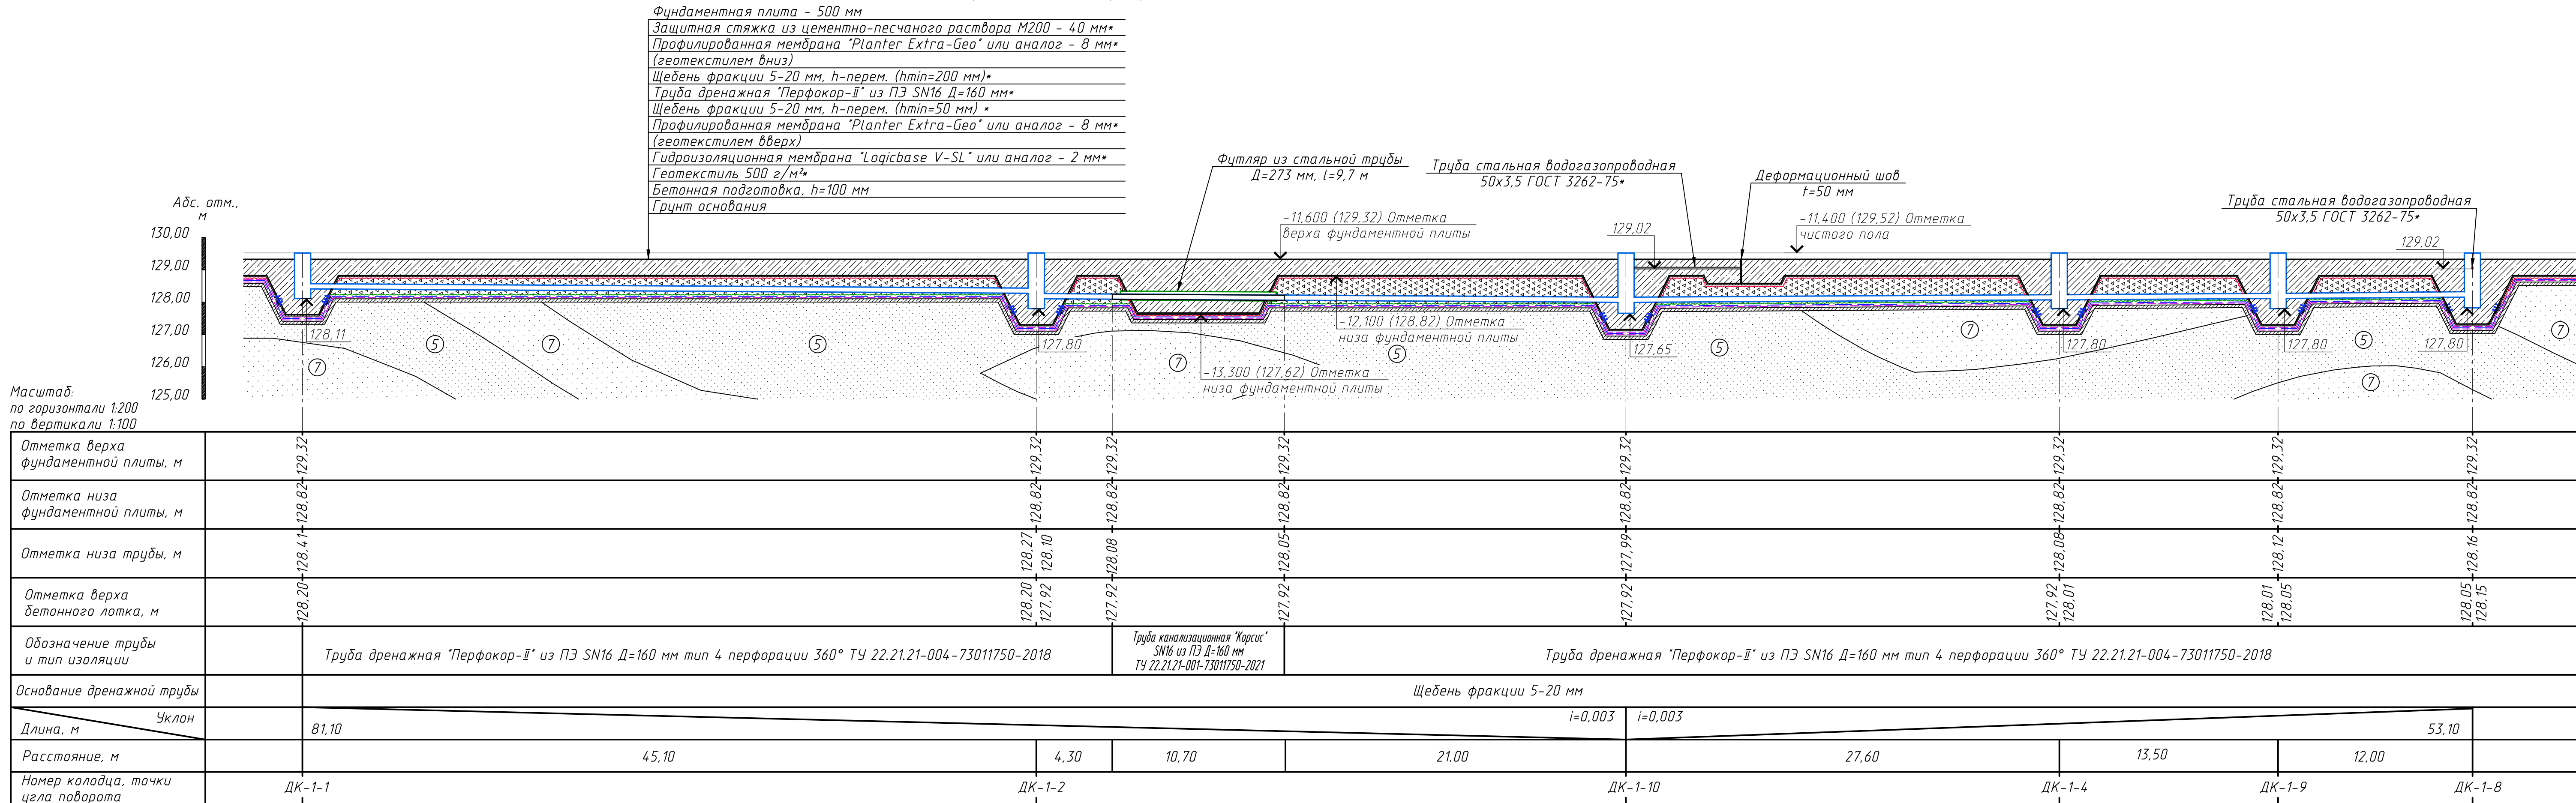 Фундаментная плита - 500 мм
Защитная стяжка из цементно-песчаного раствора М200 - 40 мм*
Профилированная мембрана "Planter Extra-Geo" или аналог - 8 мм*
(геотекстилем вниз)
Щебень фракции 5-20 мм, h-перем. (hmin=200 мм)*
Труба дренажная "Перфокор-II" из ПЭ SN16 Д=160 мм*
Щебень фракции 5-20 мм, h-перем. (hmin=50 мм) *
Профилированная мембрана "Planter Extra-Geo" или аналог - 8 мм*
(геотекстилем вверх)
Гидроизоляционная мембрана "Logicbase V-SL" или аналог - 2 мм*
Геотекстиль 500 г/м²*
Бетонная подготовка, h=100 мм
Грунт основания
Футляр из стальной трубы
Д=273 мм, l=9,7 м
Труба стальная водогазопроводная
50х3,5 ГОСТ 3262-75*
Деформационный шов
t=50 мм
Труба стальная водогазопроводная
50х3,5 ГОСТ 3262-75*
-11,600 (129,32) Отметка
верха фундаментной плиты
129,02
-11,400 (129,52) Отметка
чистого пола
129,02
Абс. отм.,
м
130,00
129,00
128,00
127,00
126,00
125,00
128,11
127,80
-12,100 (128,82) Отметка
низа фундаментной плиты
-13,300 (127,62) Отметка
низа фундаментной плиты
127,65
127,80
127,80
127,80
7 5 7 5 7 5 5 7 5 7 7
Масштаб:
по горизонтали 1:200
по вертикали 1:100
Отметка верха
фундаментной плиты, м
129,32 129,32 129,32 129,32 129,32 129,32 129,32 129,32
Отметка низа
фундаментной плиты, м
128,82 128,82 128,82 128,82 128,82 128,82 128,82 128,82
Отметка низа трубы, м
128,41 128,27 128,10 128,08 128,05 127,99 128,08 128,12 128,16
Отметка верха
бетонного лотка, м
128,20 128,20 127,92 127,92 127,92 127,92 127,92 128,01 128,01 128,05 128,05 128,15
Обозначение трубы
и тип изоляции
Труба дренажная "Перфокор-II" из ПЭ SN16 Д=160 мм тип 4 перфорации 360° ТУ 22.21.21-004-73011750-2018
Труба канализационная "Корсис"
SN16 из ПЭ Д=160 мм
ТУ 22.21.21-001-73011750-2021
Труба дренажная "Перфокор-II" из ПЭ SN16 Д=160 мм тип 4 перфорации 360° ТУ 22.21.21-004-73011750-2018
Основание дренажной трубы
Щебень фракции 5-20 мм
Уклон
Длина, м
81,10
i=0,003
i=0,003
53,10
Расстояние, м
45,10 4,30 10,70 21.00 27,60 13,50 12,00
Номер колодца, точки
угла поворота
ДК-1-1 ДК-1-2 ДК-1-10 ДК-1-4 ДК-1-9 ДК-1-8